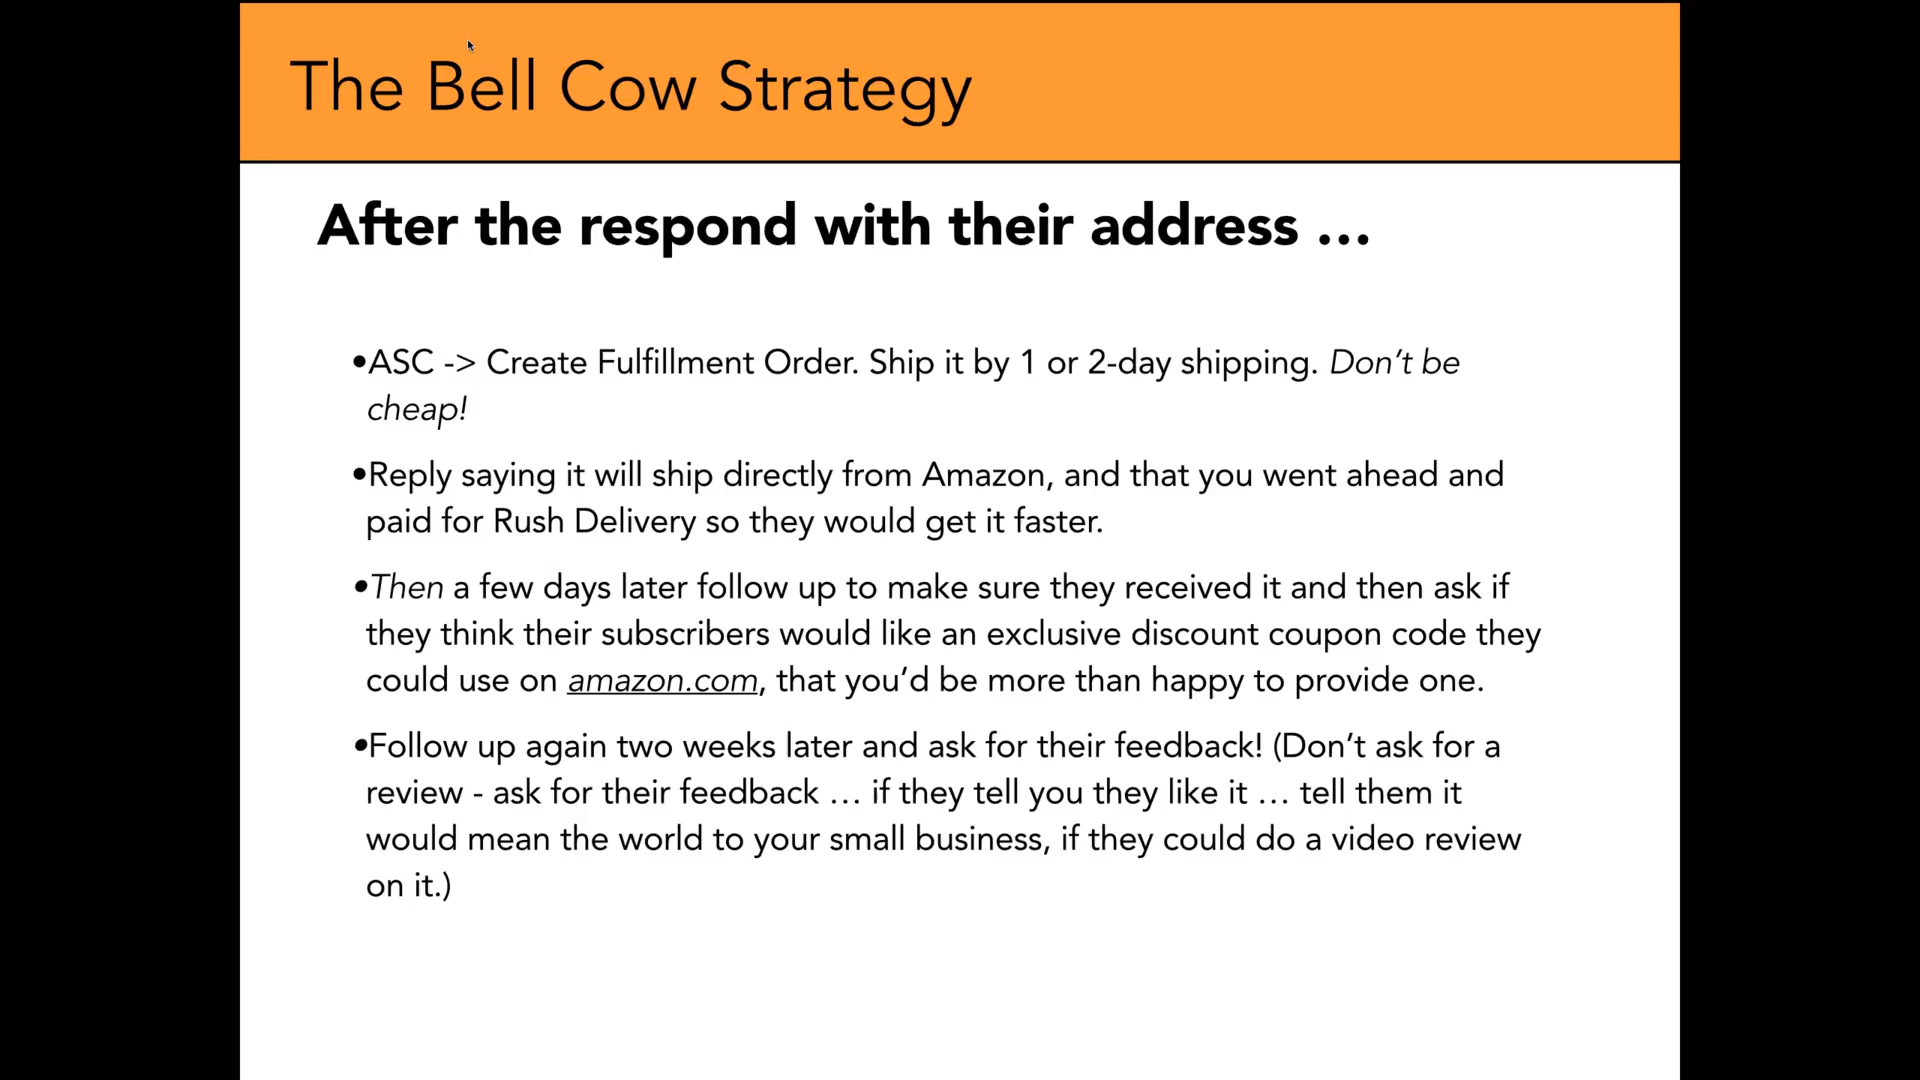 The Bell Cow Strategy
After the respond with their address …
•ASC -> Create Fulfillment Order. Ship it by 1 or 2-day shipping. Don’t be
cheap!
•Reply saying it will ship directly from Amazon, and that you went ahead and
paid for Rush Delivery so they would get it faster.
•Then a few days later follow up to make sure they received it and then ask if
they think their subscribers would like an exclusive discount coupon code they
could use on amazon.com, that you’d be more than happy to provide one.
•Follow up again two weeks later and ask for their feedback! (Don’t ask for a
review - ask for their feedback … if they tell you they like it … tell them it
would mean the world to your small business, if they could do a video review
on it.)